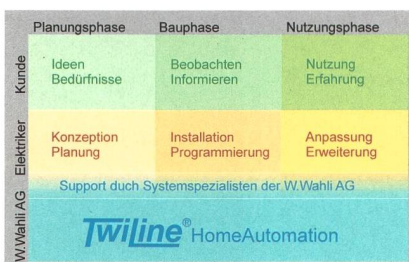 Planungsphase Bauphase Nutzungsphase
Kunde
Ideen Beobachten Nutzung
Bedürfnisse Informieren Erfahrung
Elektriker
Konzeption Installation Anpassung
Planung Programmierung Erweiterung
W.Wahli AG
Support duch Systemspezialisten der W.Wahli AG
Twiline® HomeAutomation